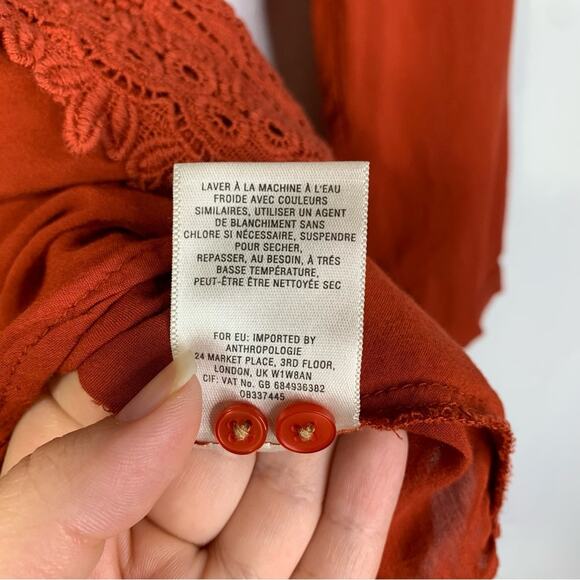 LAVER À LA MACHINE À L'EAU
FROIDE AVEC COULEURS
SIMILAIRES, UTILISER UN AGENT
DE BLANCHIMENT SANS
CHLORE SI NÉCESSAIRE, SUSPENDRE
POUR SECHER,
REPASSER, AU BESOIN, À TRÉS
BASSE TEMPÉRATURE,
PEUT-ÊTRE ÊTRE NETTOYÉE SEC
FOR EU: IMPORTED BY
ANTHROPOLOGIE
24 MARKET PLACE, 3RD FLOOR,
LONDON, UK W1W8AN
CIF: VAT No. GB 684936382
OB337445